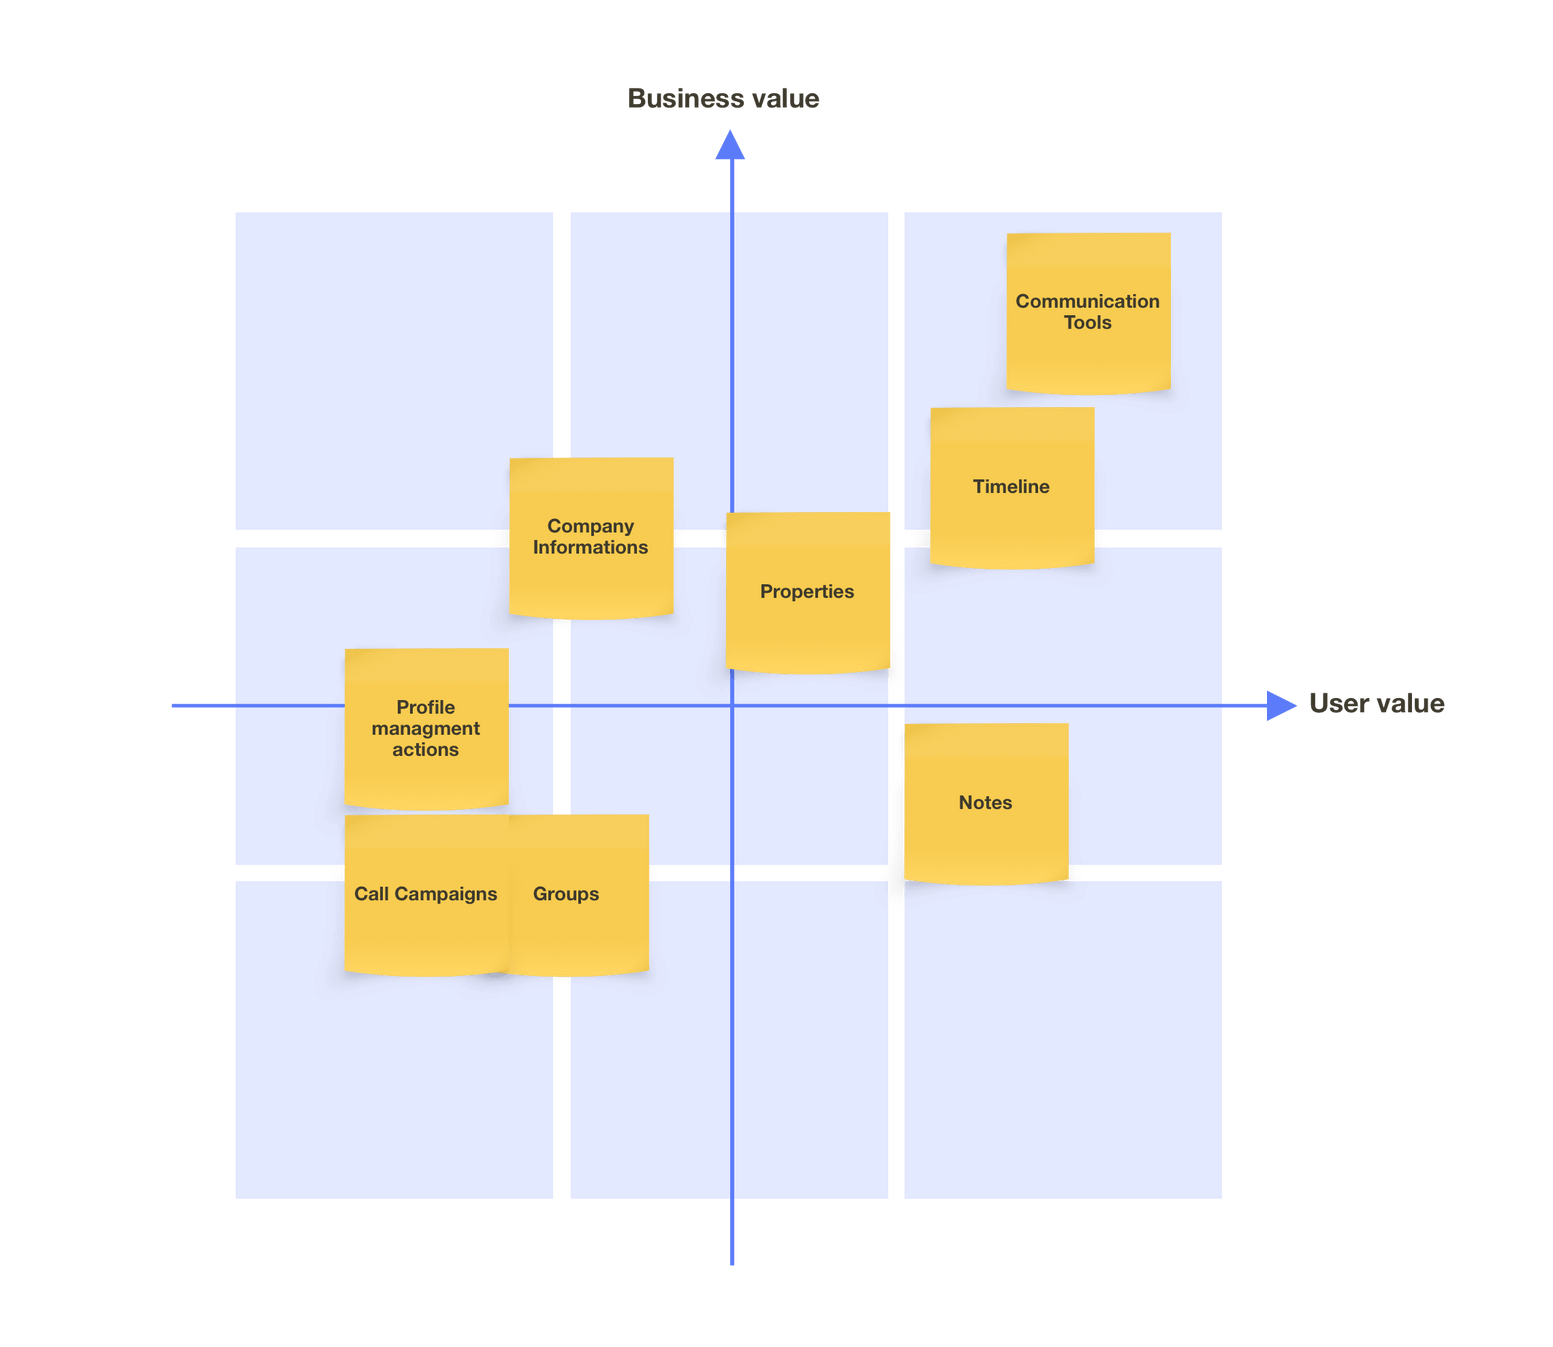 Business value
Communication
Tools
Timeline
Company
Informations
Properties
Profile
managment
actions
User value
Notes
Call Campaigns
Groups